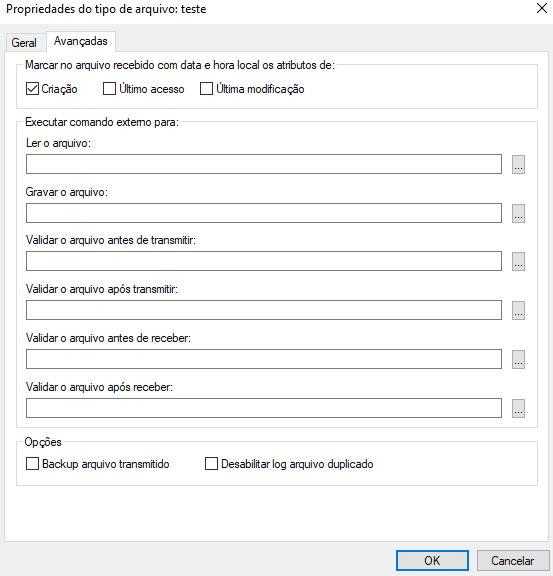 Propriedades do tipo de arquivo: teste
Geral
Avançadas
Marcar no arquivo recebido com data e hora local os atributos de:
Criação
Último acesso
Última modificação
Executar comando externo para:
Ler o arquivo:
...
Gravar o arquivo:
...
Validar o arquivo antes de transmitir:
...
Validar o arquivo após transmitir:
...
Validar o arquivo antes de receber:
...
Validar o arquivo após receber:
...
Opções
Backup arquivo transmitido
Desabilitar log arquivo duplicado
OK
Cancelar